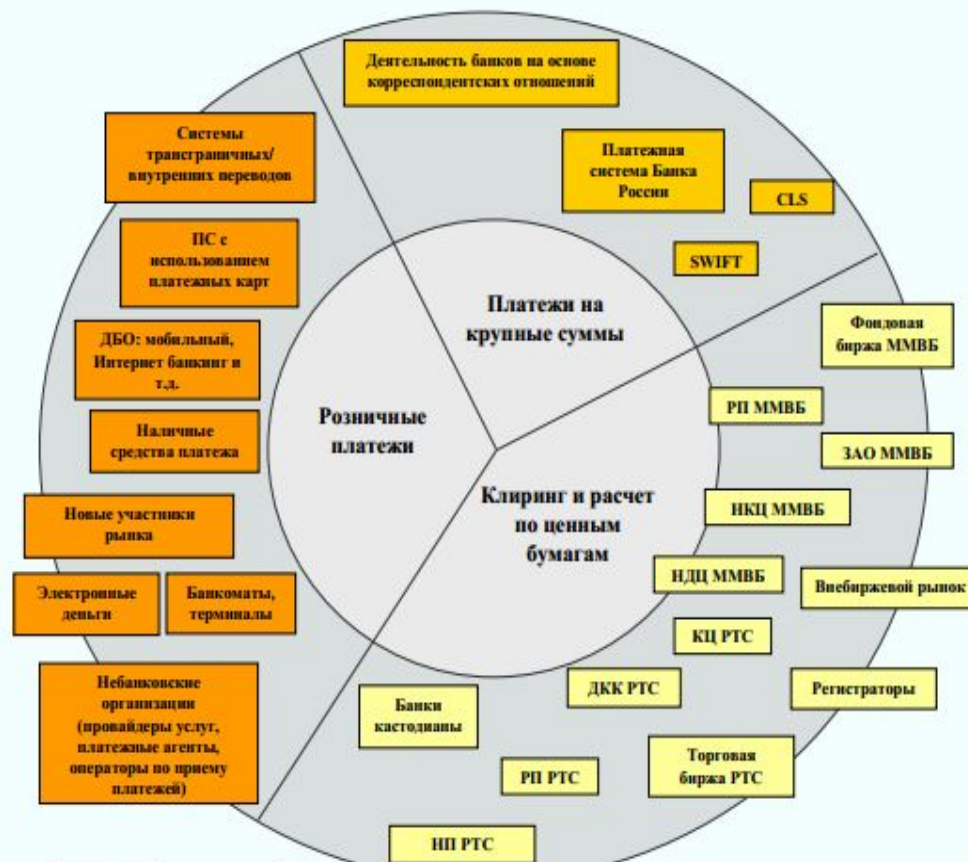 Деятельность банков на основе
корреспондентских отношений
Системы
трансграничных/
внутренних переводов
Платежная
система Банка
России
CLS
SWIFT
ПС с
использованием
платежных карт
Платежи на
крупные суммы
Фондовая
биржа ММВБ
ДБО: мобильный,
Интернет банкинг и
т.д.
РП ММВБ
Розничные
платежи
Наличные
средства платежа
ЗАО ММВБ
Клиринг и расчет
по ценным
бумагам
НКЦ ММВБ
Новые участники
рынка
НДЦ ММВБ
Внебиржевой рынок
Электронные
деньги
Банкоматы,
терминалы
КЦ РТС
ДКК РТС
Регистраторы
Небанковские
организации
(провайдеры услуг,
платежные агенты,
операторы по приему
платежей)
Банки
кастодианы
Торговая
биржа РТС
РП РТС
НП РТС